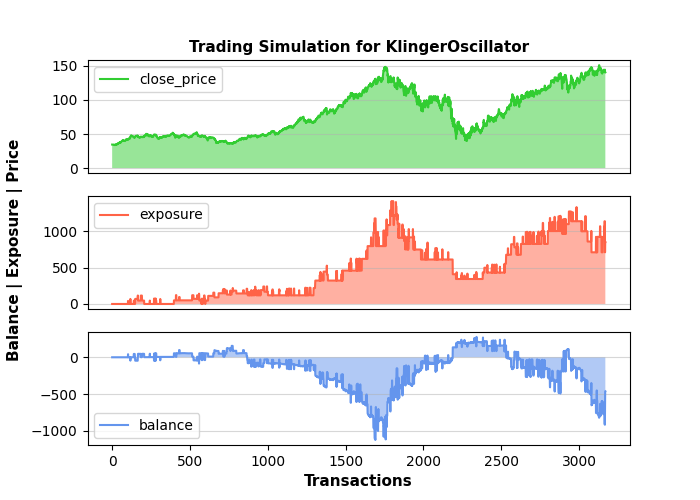 Trading Simulation for KlingerOscillator
150
100
50
0
close_price
1000
500
0
exposure
0
−500
−1000
balance
0 500 1000 1500 2000 2500 3000
Transactions
Balance | Exposure | Price